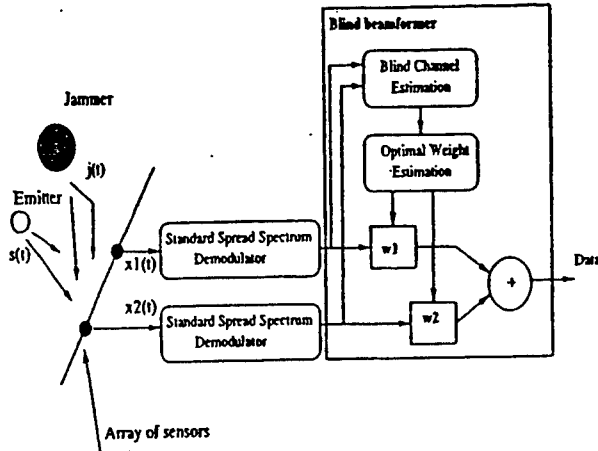 Blind beamformer
Blind Channel
Estimation
Jammer
j(t)
Optimal Weight
Estimation
Emitter
s(t)
Standard Spread Spectrum
Demodulator
x1(t)
w1
+
Data
x2(t)
Standard Spread Spectrum
Demodulator
w2
Array of sensors